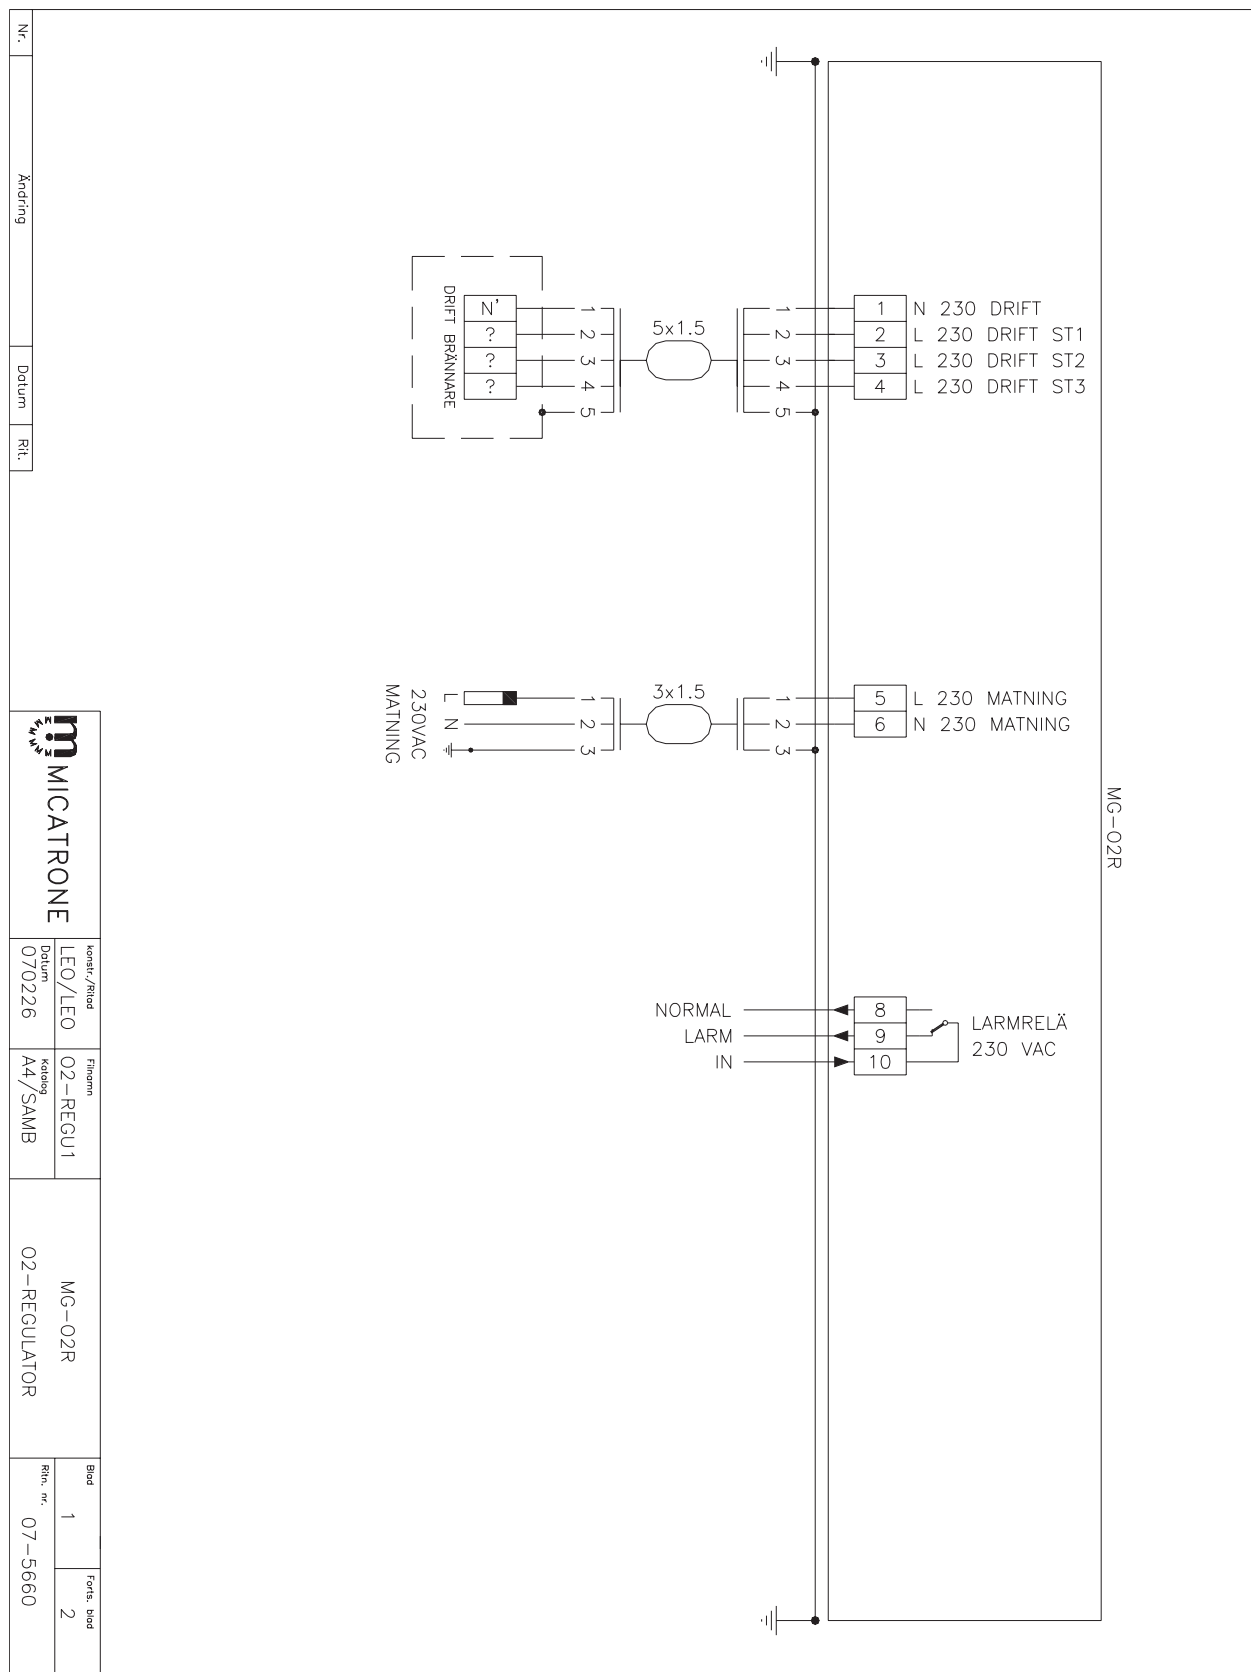 MG-O2R
1 N 230 DRIFT
2 L 230 DRIFT ST1
3 L 230 DRIFT ST2
4 L 230 DRIFT ST3
1 2 3 4 5
5x1.5
1 2 3 4 5
N'
?
?
?
DRIFT BRÄNNARE
5 L 230 MATNING
6 N 230 MATNING
1 2 3
3x1.5
1 2 3
L N
230VAC
MATNING
8
9
10
LARMRELÄ
230 VAC
NORMAL
LARM
IN
Nr.
Ändring
Datum
Rit.
m
MICATRONE
konstr./Ritad
LEO/LEO
Datum
070226
Filnamn
O2-REGU1
Katalog
A4/SAMB
MG-O2R
O2-REGULATOR
Blad
1
Forts. blad
2
Ritn. nr.
07-5660